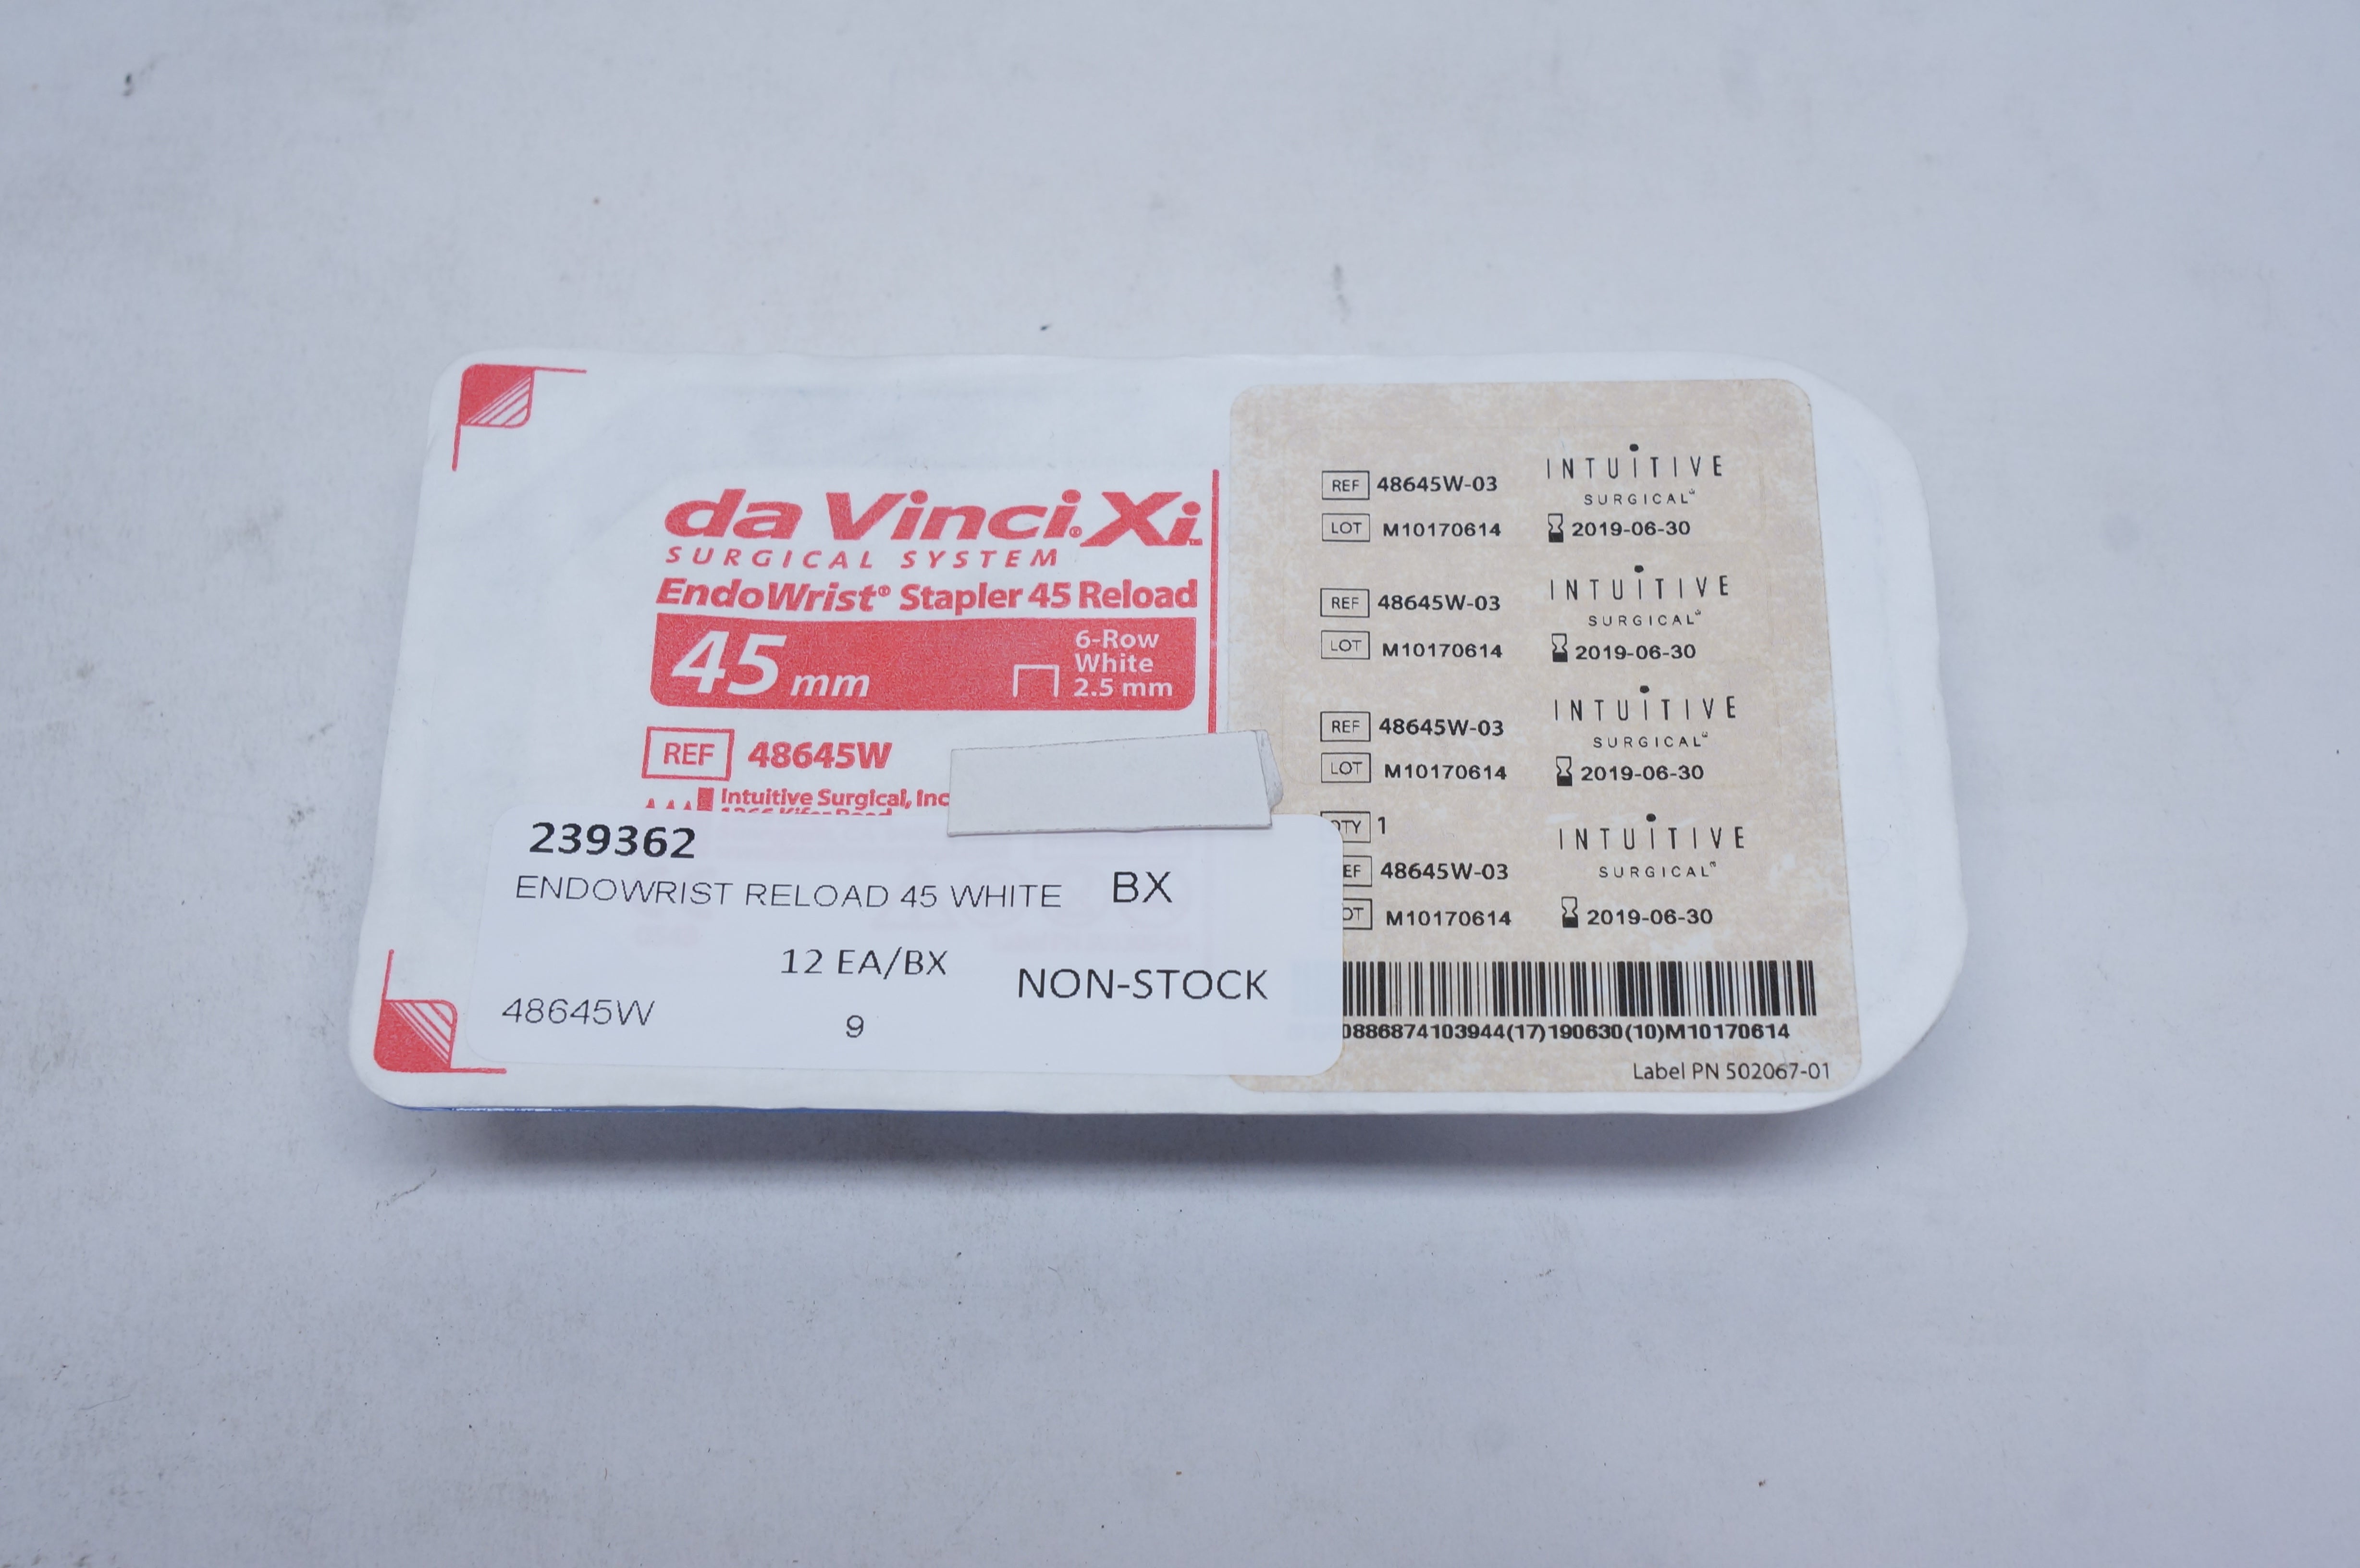 da Vinci® Xi™
SURGICAL SYSTEM
EndoWrist® Stapler 45 Reload
45 mm
6-Row
White
2.5 mm
REF 48645W
Intuitive Surgical, Inc
239362
ENDOWRIST RELOAD 45 WHITE BX
12 EA/BX
NON-STOCK
48645W
9
REF 48645W-03
INTUITIVE
SURGICAL®
LOT M10170614
2019-06-30
REF 48645W-03
INTUITIVE
SURGICAL®
LOT M10170614
2019-06-30
REF 48645W-03
INTUITIVE
SURGICAL®
LOT M10170614
2019-06-30
QTY 1
INTUITIVE
SURGICAL®
EF 48645W-03
OT M10170614
2019-06-30
0886874103944(17)190630(10)M10170614
Label PN 502067-01